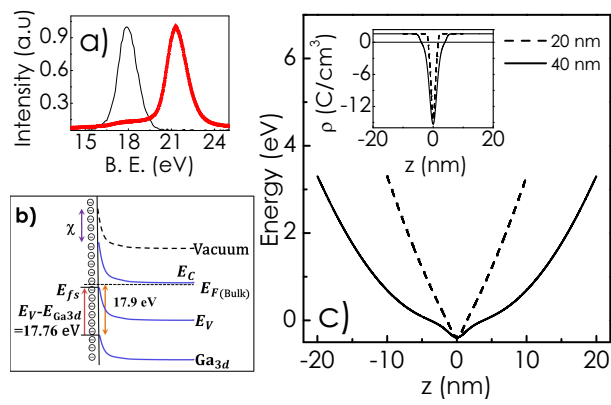 a)
Intensity (a.u)
0.9
0.6
0.3
15 18 21 24
B. E. (eV)
b)
χ
Vacuum
E_C
E_fs
E_F(Bulk)
17.9 eV
E_V-E_Ga3d
=17.76 eV
E_V
Ga_3d
c)
Energy (eV)
6
3
0
-20 -10 0 10 20
z (nm)
20 nm
40 nm
ρ (C/cm³)
0
-6
-12
-20 0 20
z (nm)